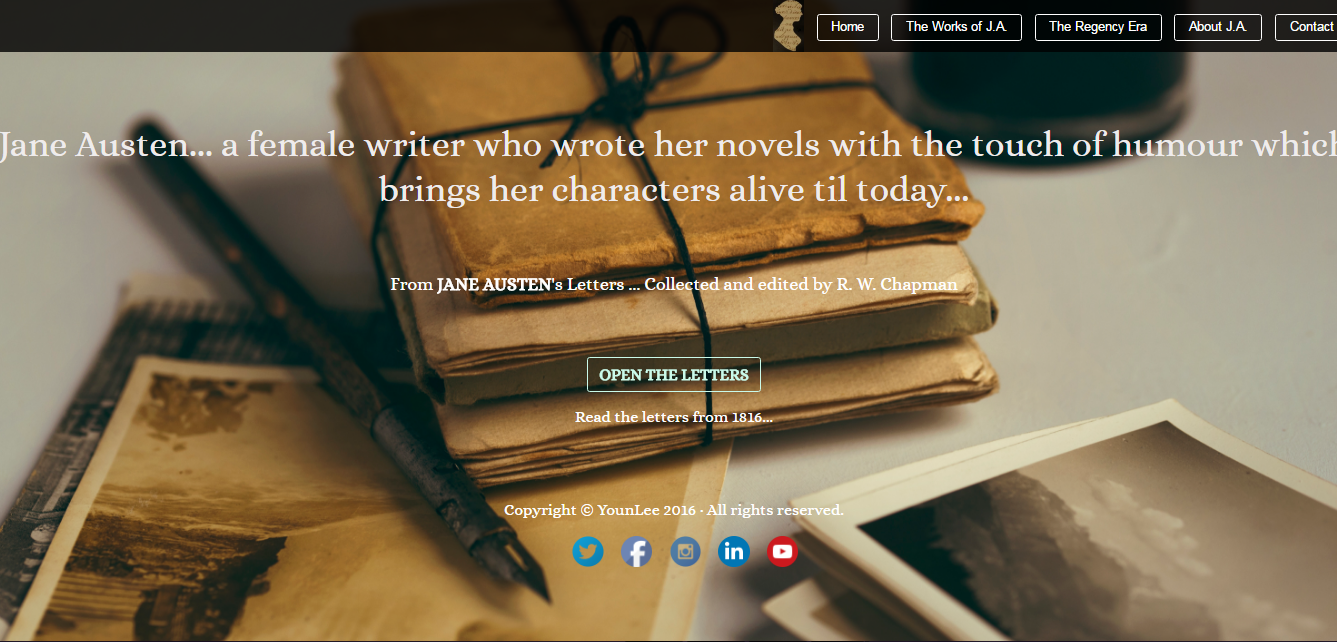 Home
The Works of J.A.
The Regency Era
About J.A.
Contact
Jane Austen... a female writer who wrote her novels with the touch of humour which
brings her characters alive til today...
From JANE AUSTEN's Letters ... Collected and edited by R. W. Chapman
OPEN THE LETTERS
Read the letters from 1816...
Copyright © YounLee 2016 · All rights reserved.
in